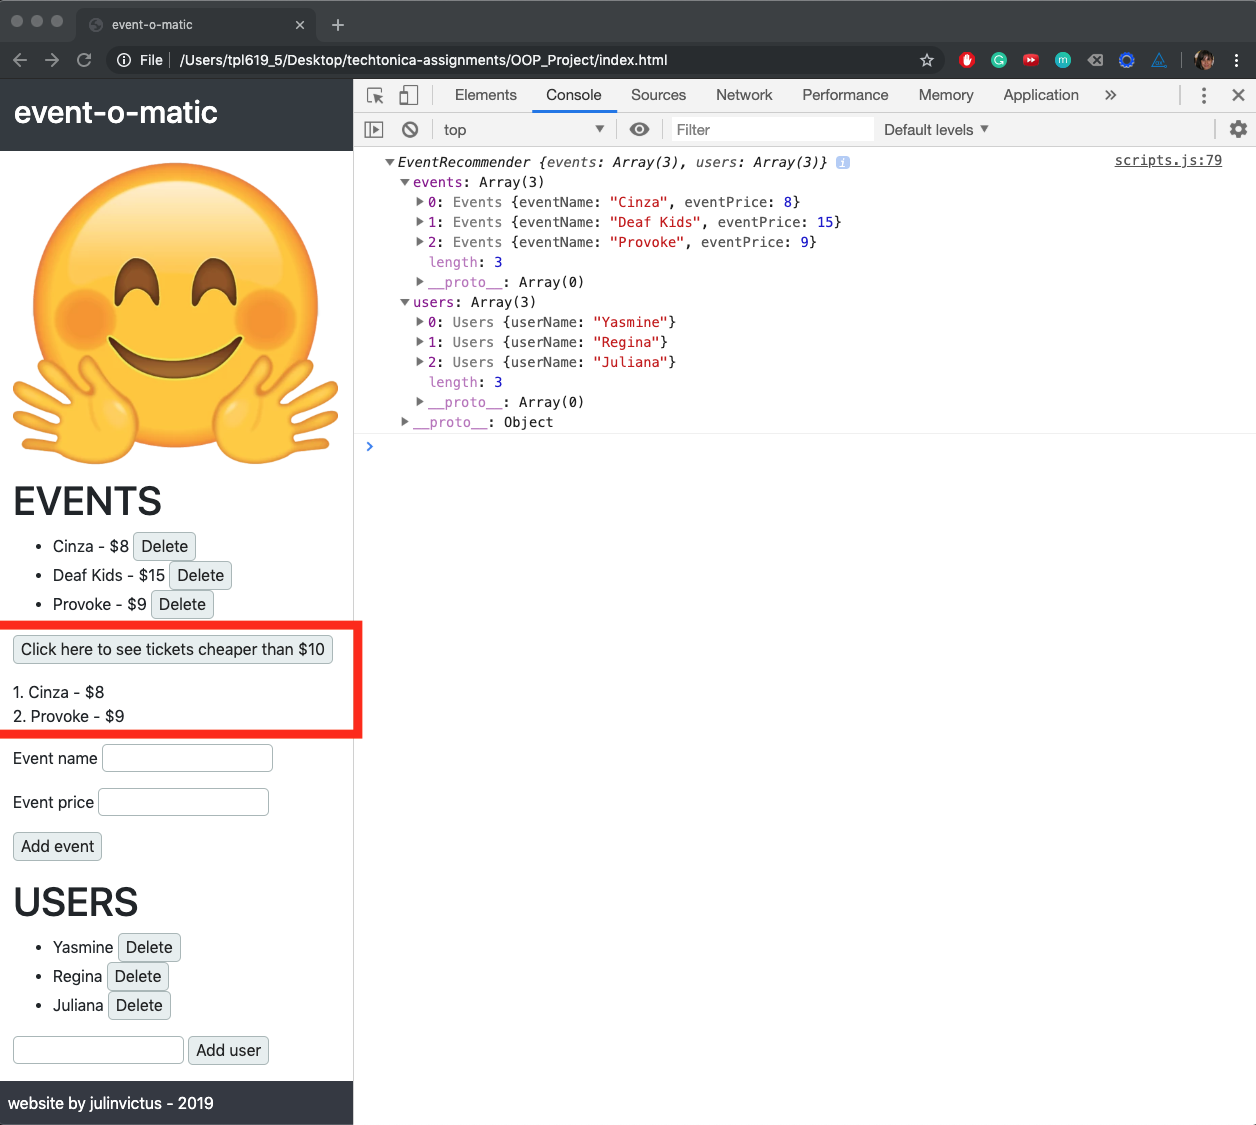 event-o-matic
File /Users/tpl619_5/Desktop/techtonica-assignments/OOP_Project/index.html
event-o-matic
EVENTS
Cinza - $8 Delete
Deaf Kids - $15 Delete
Provoke - $9 Delete
Click here to see tickets cheaper than $10
1. Cinza - $8
2. Provoke - $9
Event name
Event price
Add event
USERS
Yasmine Delete
Regina Delete
Juliana Delete
Add user
website by julinvictus - 2019
Elements Console Sources Network Performance Memory Application
top Filter Default levels
EventRecommender {events: Array(3), users: Array(3)} i scripts.js:79
events: Array(3)
0: Events {eventName: "Cinza", eventPrice: 8}
1: Events {eventName: "Deaf Kids", eventPrice: 15}
2: Events {eventName: "Provoke", eventPrice: 9}
length: 3
__proto__: Array(0)
users: Array(3)
0: Users {userName: "Yasmine"}
1: Users {userName: "Regina"}
2: Users {userName: "Juliana"}
length: 3
__proto__: Array(0)
__proto__: Object